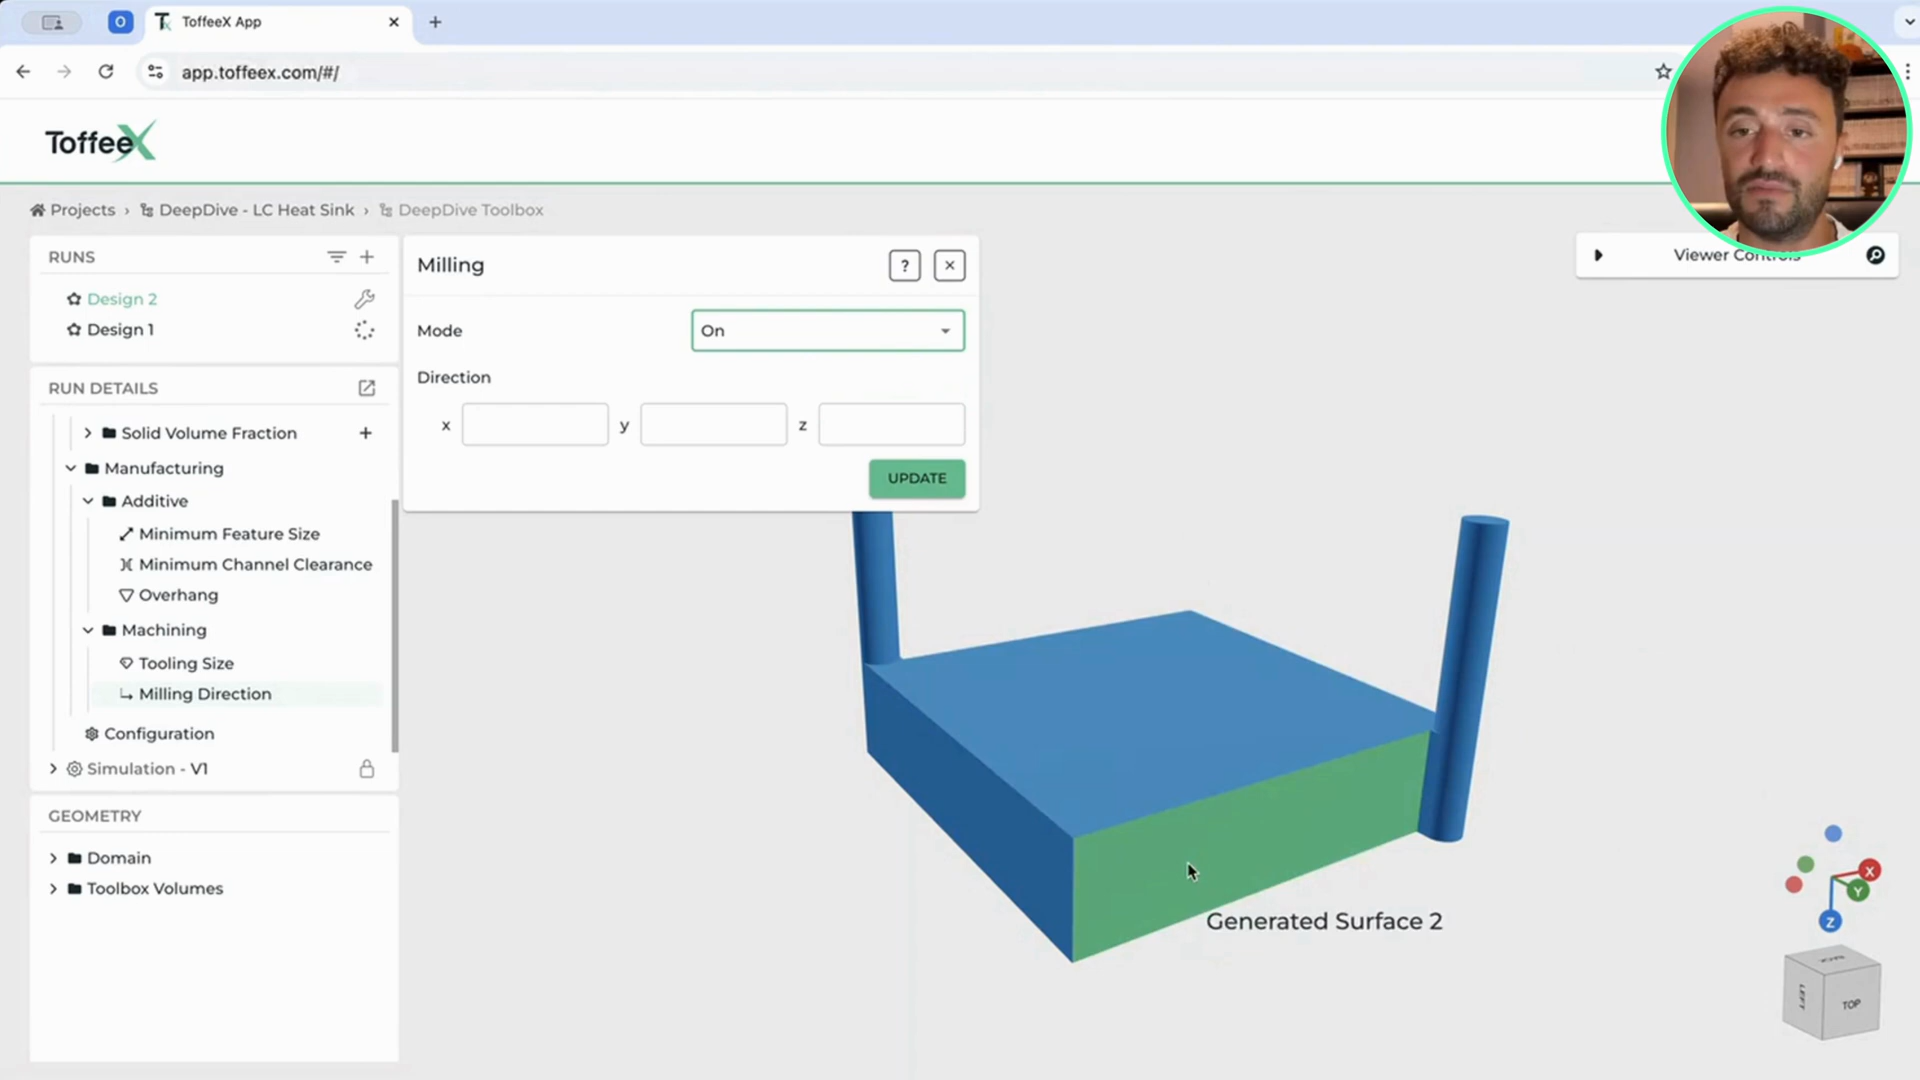 O
ToffeeX App
app.toffeex.com/#/
ToffeeX
Projects › DeepDive - LC Heat Sink › DeepDive Toolbox
RUNS
Design 2
Design 1
RUN DETAILS
Solid Volume Fraction
Manufacturing
Additive
Minimum Feature Size
Minimum Channel Clearance
Overhang
Machining
Tooling Size
Milling Direction
Configuration
Simulation - V1
GEOMETRY
Domain
Toolbox Volumes
Milling
?
Mode
On
Direction
x
y
z
UPDATE
Viewer Controls
Generated Surface 2
X
Y
Z
BACK
LEFT
TOP